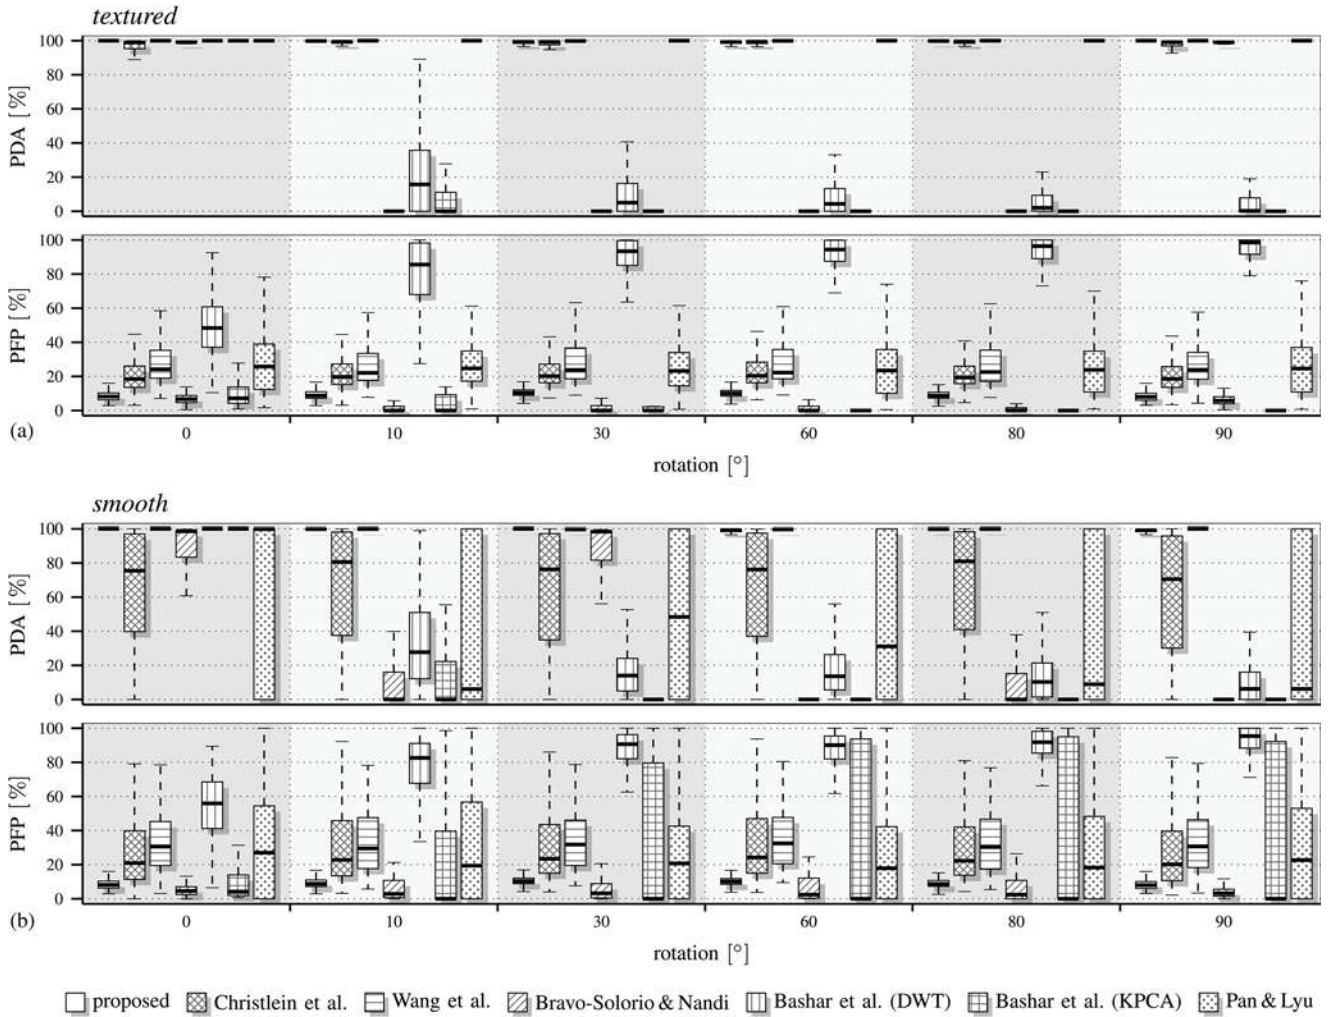 textured
100
80
60
40
20
0
PDA [%]
100
80
60
40
20
0
PFP [%]
(a)
0 10 30 60 80 90
rotation [°]
smooth
100
80
60
40
20
0
PDA [%]
100
80
60
40
20
0
PFP [%]
(b)
0 10 30 60 80 90
rotation [°]
proposed Christlein et al. Wang et al. Bravo-Solorio & Nandi Bashar et al. (DWT) Bashar et al. (KPCA) Pan & Lyu